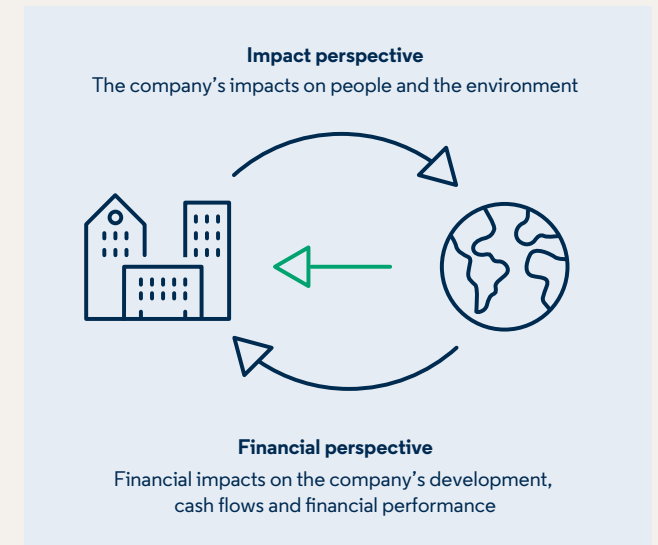 Impact perspective
The company’s impacts on people and the environment
Financial perspective
Financial impacts on the company’s development,
cash flows and financial performance